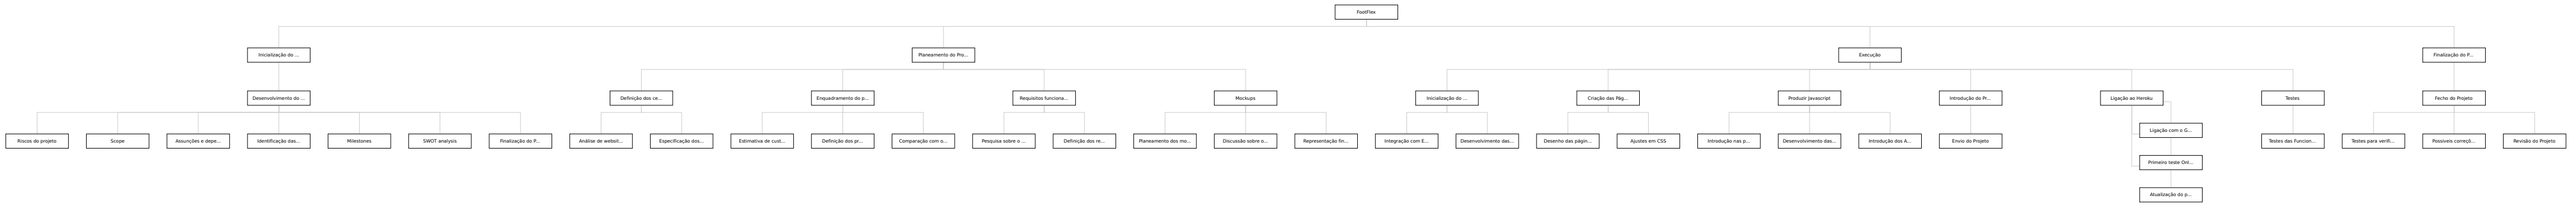 FootFlex
Inicialização do ...
Planeamento do Pro...
Execução
Finalização do P...
Desenvolvimento do ...
Definição dos ce...
Enquadramento do p...
Requisitos funciona...
Mockups
Inicialização do ...
Criação das Pág...
Produzir Javascript
Introdução do Pr...
Ligação ao Heroku
Testes
Fecho do Projeto
Ligação com o G...
Riscos do projeto
Scope
Assunções e depe...
Identificação das...
Milestones
SWOT analysis
Finalização do P...
Análise de websit...
Especificação dos...
Estimativa de cust...
Definição dos pr...
Comparação com o...
Pesquisa sobre o ...
Definição dos re...
Planeamento dos mo...
Discussão sobre o...
Representação fin...
Integração com E...
Desenvolvimento das...
Desenho das págin...
Ajustes em CSS
Introdução nas p...
Desenvolvimento das...
Introdução dos A...
Envio do Projeto
Testes das Funcion...
Testes para verifi...
Possiveis correçõ...
Revisão do Projeto
Primeiro teste Onl...
Atualização do p...